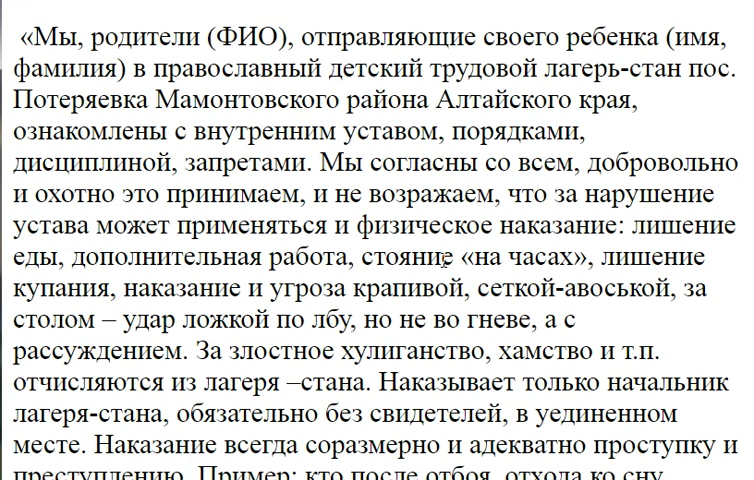 «Мы, родители (ФИО), отправляющие своего ребенка (имя,
фамилия) в православный детский трудовой лагерь-стан пос.
Потеряевка Мамонтовского района Алтайского края,
ознакомлены с внутренним уставом, порядками,
дисциплиной, запретами. Мы согласны со всем, добровольно
и охотно это принимаем, и не возражаем, что за нарушение
устава может применяться и физическое наказание: лишение
еды, дополнительная работа, стояние «на часах», лишение
купания, наказание и угроза крапивой, сеткой-авоськой, за
столом – удар ложкой по лбу, но не во гневе, а с
рассуждением. За злостное хулиганство, хамство и т.п.
отчисляются из лагеря –стана. Наказывает только начальник
лагеря-стана, обязательно без свидетелей, в уединенном
месте. Наказание всегда соразмерно и адекватно проступку и
преступлению. Пример: кто после отбоя, отхода ко сну